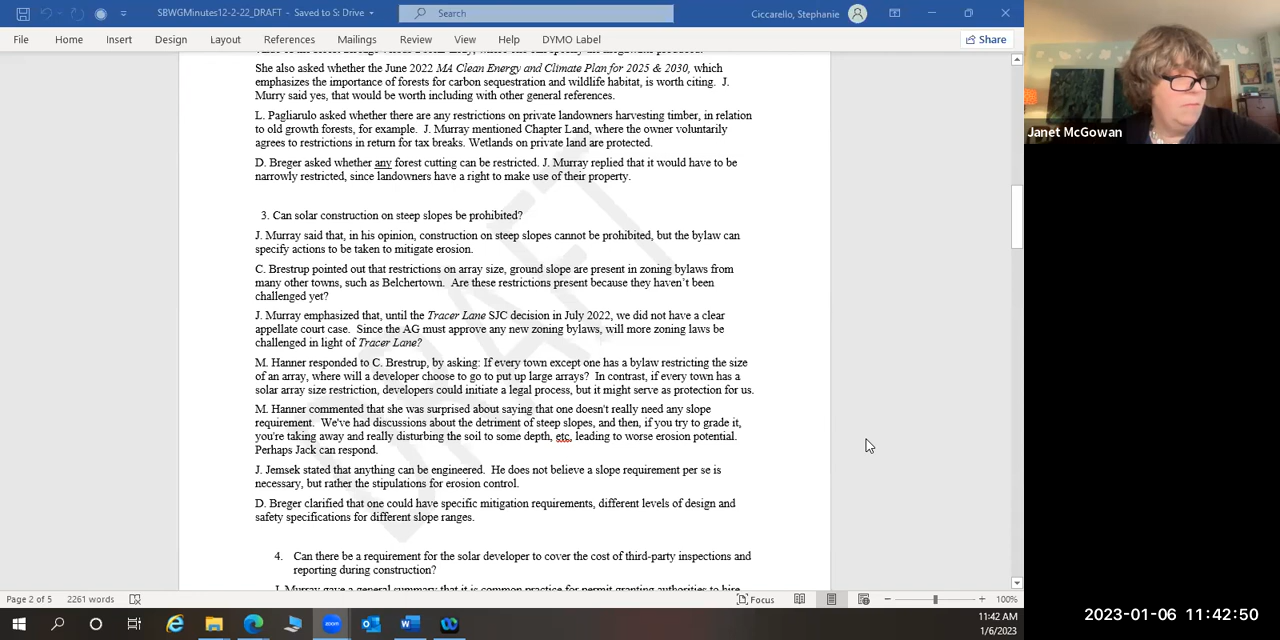 SBWGMinutes12-2-22_DRAFT - Saved to S: Drive
Search
Ciccarello, Stephanie
File Home Insert Design Layout References Mailings Review View Help DYMO Label Share
She also asked whether the June 2022 MA Clean Energy and Climate Plan for 2025 & 2030, which
emphasizes the importance of forests for carbon sequestration and wildlife habitat, is worth citing. J.
Murry said yes, that would be worth including with other general references.
L. Pagliarulo asked whether there are any restrictions on private landowners harvesting timber, in relation
to old growth forests, for example. J. Murray mentioned Chapter Land, where the owner voluntarily
agrees to restrictions in return for tax breaks. Wetlands on private land are protected.
D. Breger asked whether any forest cutting can be restricted. J. Murray replied that it would have to be
narrowly restricted, since landowners have a right to make use of their property.
3. Can solar construction on steep slopes be prohibited?
J. Murray said that, in his opinion, construction on steep slopes cannot be prohibited, but the bylaw can
specify actions to be taken to mitigate erosion.
C. Brestrup pointed out that restrictions on array size, ground slope are present in zoning bylaws from
many other towns, such as Belchertown. Are these restrictions present because they haven't been
challenged yet?
J. Murray emphasized that, until the Tracer Lane SJC decision in July 2022, we did not have a clear
appellate court case. Since the AG must approve any new zoning bylaws, will more zoning laws be
challenged in light of Tracer Lane?
M. Hanner responded to C. Brestrup, by asking: If every town except one has a bylaw restricting the size
of an array, where will a developer choose to go to put up large arrays? In contrast, if every town has a
solar array size restriction, developers could initiate a legal process, but it might serve as protection for us.
M. Hanner commented that she was surprised about saying that one doesn't really need any slope
requirement. We've had discussions about the detriment of steep slopes, and then, if you try to grade it,
you're taking away and really disturbing the soil to some depth, etc, leading to worse erosion potential.
Perhaps Jack can respond.
J. Jemsek stated that anything can be engineered. He does not believe a slope requirement per se is
necessary, but rather the stipulations for erosion control.
D. Breger clarified that one could have specific mitigation requirements, different levels of design and
safety specifications for different slope ranges.
4. Can there be a requirement for the solar developer to cover the cost of third-party inspections and
reporting during construction?
J. Murray gave a general summary that it is common practice for permit granting authorities to hire
DRAFT
Janet McGowan
Page 2 of 5 2261 words Focus 100%
11:42 AM
1/6/2023
2023-01-06 11:42:50